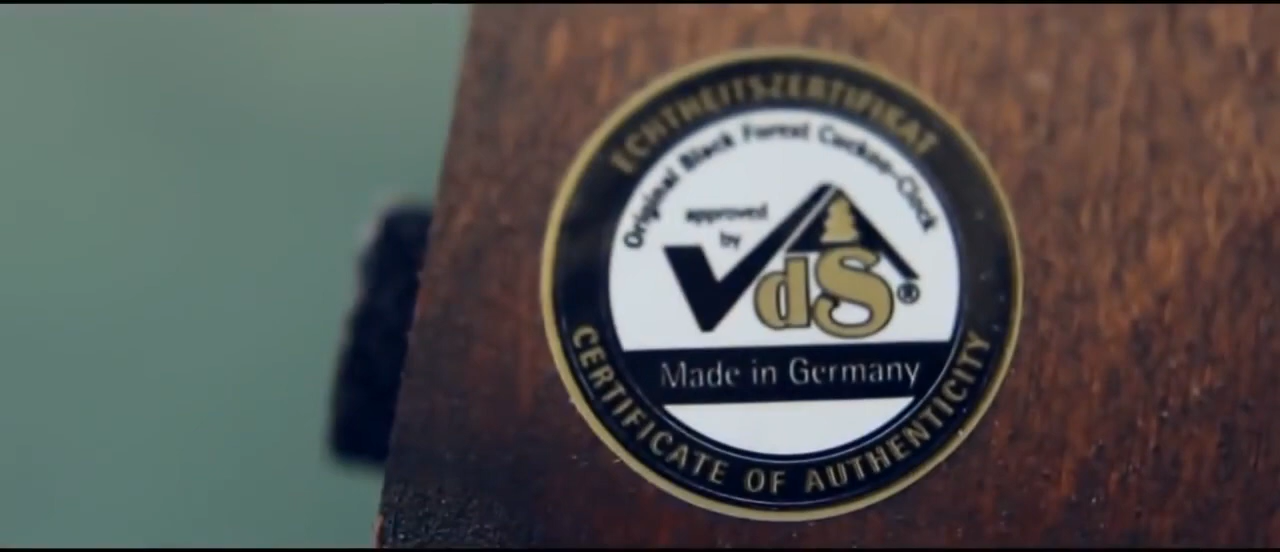 ECHTHEITSZERTIFIKAT
Original Black Forest Cuckoo-Clock
approved
by
VdS®
Made in Germany
CERTIFICATE OF AUTHENTICITY